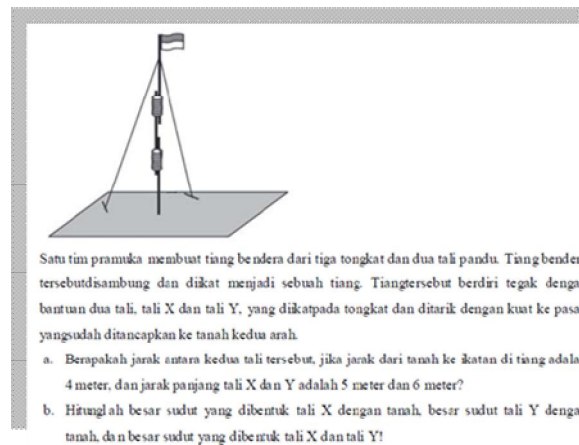 Satu tim pramuka membuat tiang bendera dari tiga tongkat dan dua tali pandu. Tiang bender
tersebutdisambung dan diikat menjadi sebuah tiang. Tiangtersebut berdiri tegak denga
bantuan dua tali, tali X dan tali Y, yang diikatpada tongkat dan ditarik dengan kuat ke pasa
yangsudah ditancapkan ke tanah kedua arah.
a. Berapakah jarak antara kedua tali tersebut, jika jarak dari tanah ke ikatan di tiang adala
4 meter, dan jarak panjang tali X dan Y adalah 5 meter dan 6 meter?
b. Hitunglah besar sudut yang dibentuk tali X dengan tanah, besar sudut tali Y denga
tanah, dan besar sudut yang dibentuk tali X dan tali Y!